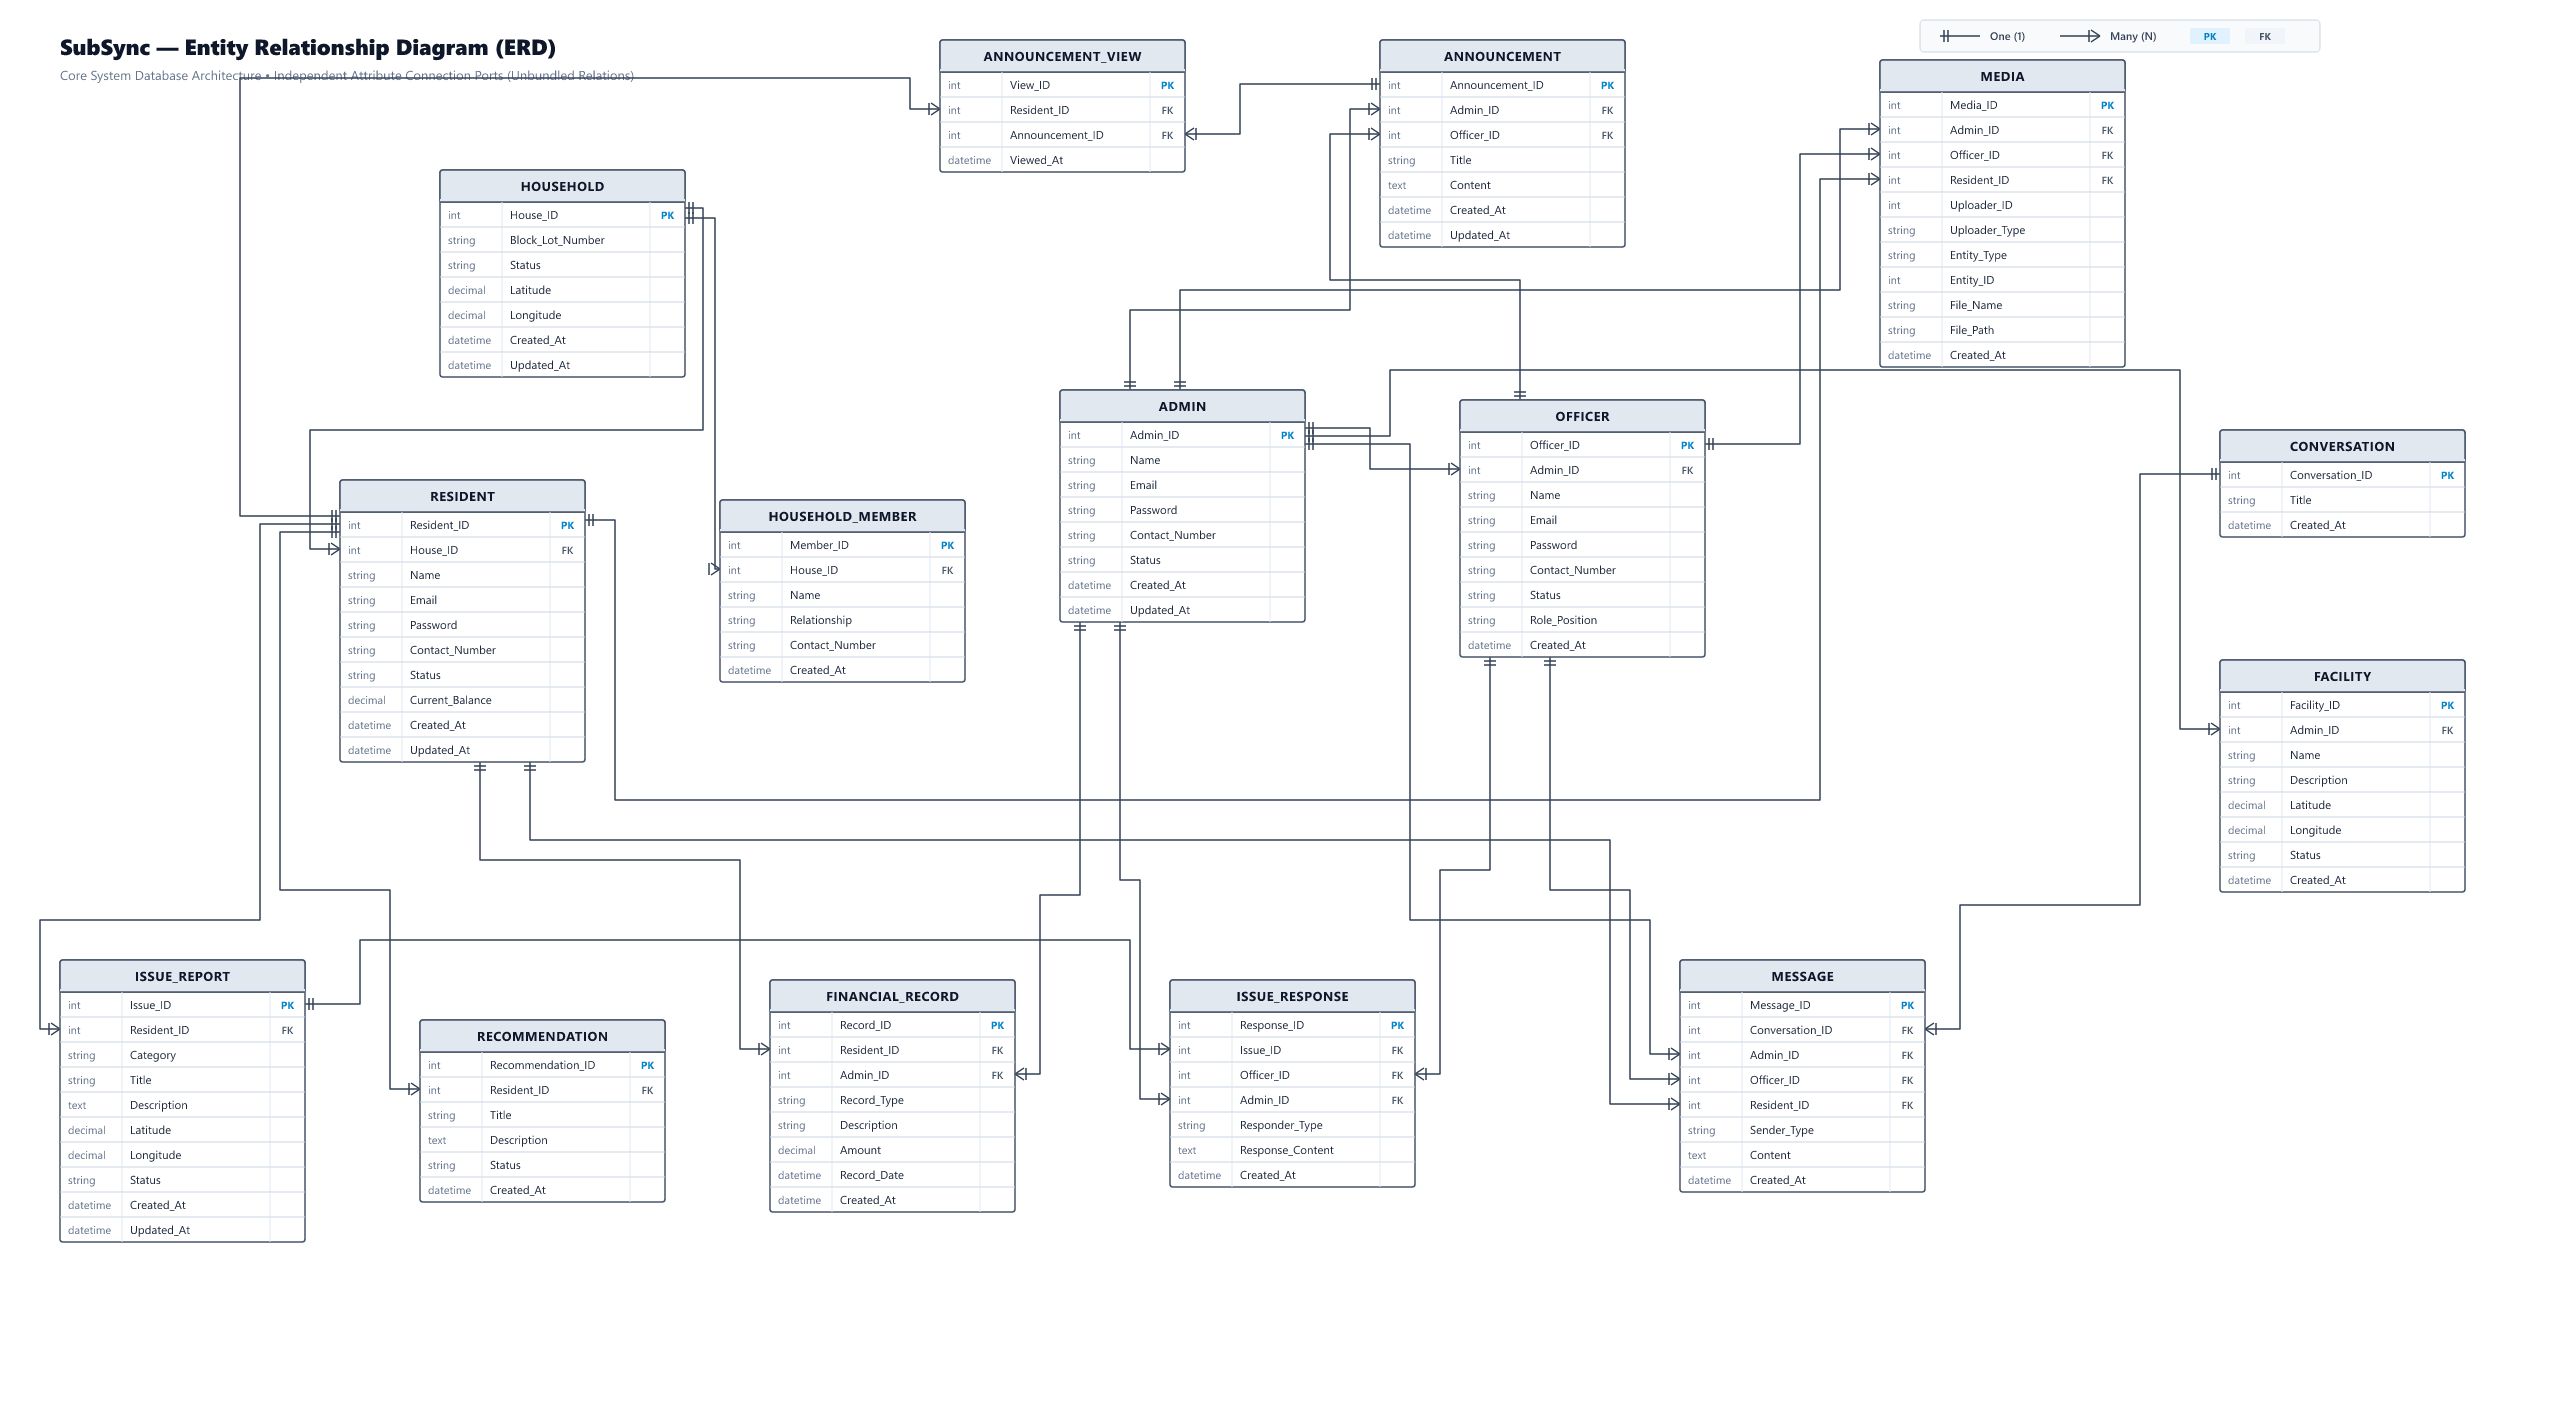 SubSync — Entity Relationship Diagram (ERD)
Core System Database Architecture • Independent Attribute Connection Ports (Unbundled Relations)
One (1) Many (N) PK FK
ANNOUNCEMENT_VIEW
int View_ID PK
int Resident_ID FK
int Announcement_ID FK
datetime Viewed_At
ANNOUNCEMENT
int Announcement_ID PK
int Admin_ID FK
int Officer_ID FK
string Title
text Content
datetime Created_At
datetime Updated_At
MEDIA
int Media_ID PK
int Admin_ID FK
int Officer_ID FK
int Resident_ID FK
int Uploader_ID
string Uploader_Type
string Entity_Type
int Entity_ID
string File_Name
string File_Path
datetime Created_At
HOUSEHOLD
int House_ID PK
string Block_Lot_Number
string Status
decimal Latitude
decimal Longitude
datetime Created_At
datetime Updated_At
ADMIN
int Admin_ID PK
string Name
string Email
string Password
string Contact_Number
string Status
datetime Created_At
datetime Updated_At
OFFICER
int Officer_ID PK
int Admin_ID FK
string Name
string Email
string Password
string Contact_Number
string Status
string Role_Position
datetime Created_At
CONVERSATION
int Conversation_ID PK
string Title
datetime Created_At
RESIDENT
int Resident_ID PK
int House_ID FK
string Name
string Email
string Password
string Contact_Number
string Status
decimal Current_Balance
datetime Created_At
datetime Updated_At
HOUSEHOLD_MEMBER
int Member_ID PK
int House_ID FK
string Name
string Relationship
string Contact_Number
datetime Created_At
FACILITY
int Facility_ID PK
int Admin_ID FK
string Name
string Description
decimal Latitude
decimal Longitude
string Status
datetime Created_At
ISSUE_REPORT
int Issue_ID PK
int Resident_ID FK
string Category
string Title
text Description
decimal Latitude
decimal Longitude
string Status
datetime Created_At
datetime Updated_At
RECOMMENDATION
int Recommendation_ID PK
int Resident_ID FK
string Title
text Description
string Status
datetime Created_At
FINANCIAL_RECORD
int Record_ID PK
int Resident_ID FK
int Admin_ID FK
string Record_Type
string Description
decimal Amount
datetime Record_Date
datetime Created_At
ISSUE_RESPONSE
int Response_ID PK
int Issue_ID FK
int Officer_ID FK
int Admin_ID FK
string Responder_Type
text Response_Content
datetime Created_At
MESSAGE
int Message_ID PK
int Conversation_ID FK
int Admin_ID FK
int Officer_ID FK
int Resident_ID FK
string Sender_Type
text Content
datetime Created_At